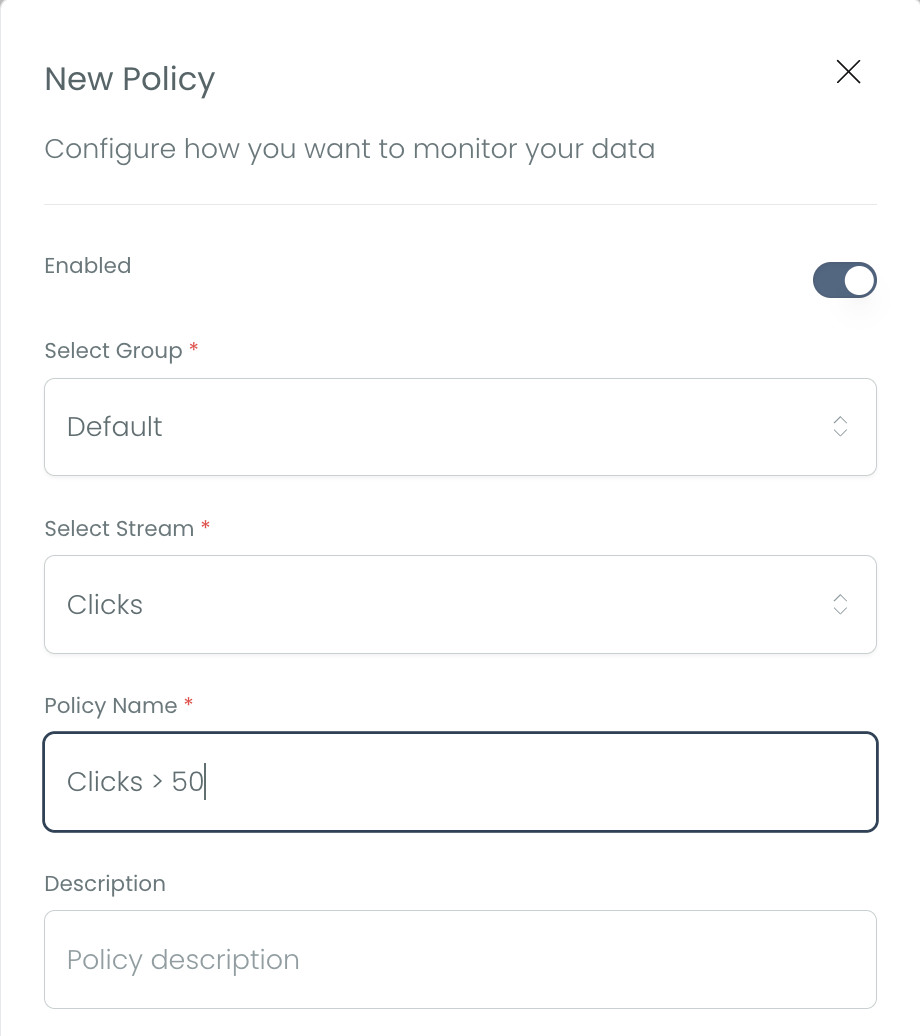 New Policy
Configure how you want to monitor your data
Enabled
Select Group *
Default
Select Stream *
Clicks
Policy Name *
Clicks > 50
Description
Policy description